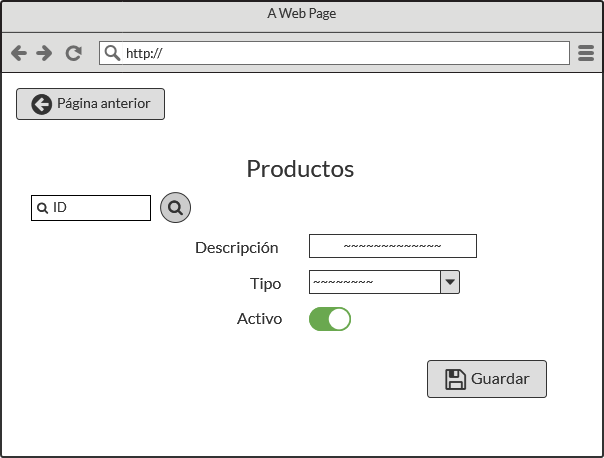 A Web Page
http://
Página anterior
Productos
ID
Descripción
~~~~~~~~~~~~~
Tipo
~~~~~~~~
Activo
Guardar